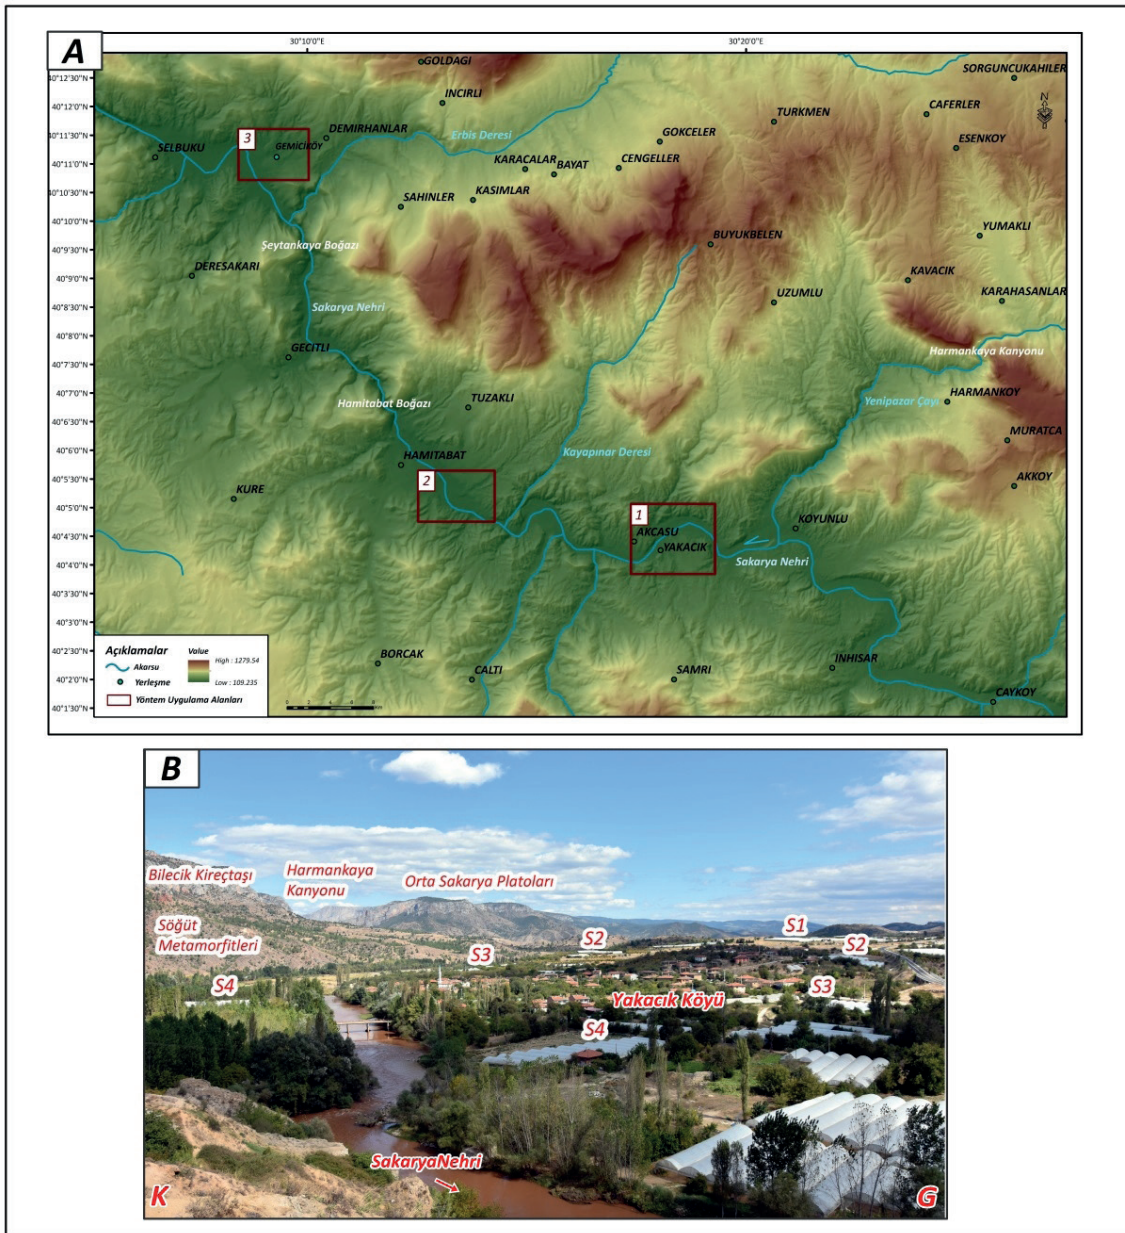 A
30°10'0"E
30°20'0"E
40°12'30"N
40°12'0"N
40°11'30"N
40°11'0"N
40°10'30"N
40°10'0"N
40°9'30"N
40°9'0"N
40°8'30"N
40°8'0"N
40°7'30"N
40°7'0"N
40°6'30"N
40°6'0"N
40°5'30"N
40°5'0"N
40°4'30"N
40°4'0"N
40°3'30"N
40°3'0"N
40°2'30"N
40°2'0"N
40°1'30"N
GOLDAGI
SORGUNCUKAHILER
INCIRLI
N
TURKMEN
CAFERLER
3
DEMIRHANLAR
Erbis Deresi
GOKCELER
ESENKOY
SELBUKU
GEMICIKÖY
KARACALAR
BAYAT
CENGELLER
SAHINLER
KASIMLAR
YUMAKLI
Şeytankaya Boğazı
BUYUKBELEN
DERESAKARI
KAVACIK
UZUMLU
KARAHASANLAR
Sakarya Nehri
GECITLI
Harmankaya Kanyonu
Hamitabat Boğazı
TUZAKLI
Yenipazar Çayı
HARMANKOY
MURATCA
HAMITABAT
Kayapınar Deresi
2
AKKOY
KURE
1
KOYUNLU
AKCASU
YAKACIK
Sakarya Nehri
BORCAK
CALTI
SAMRI
INHISAR
CAYKOY
Açıklamalar
Akarsu
Yerleşme
Yöntem Uygulama Alanları
Value
High : 1279.54
Low : 109.235
B
Bilecik Kireçtaşı
Harmankaya
Kanyonu
Orta Sakarya Platoları
Söğüt
Metamorfitleri
S1
S2
S2
S3
S4
S3
Yakacık Köyü
S4
SakaryaNehri
K
G